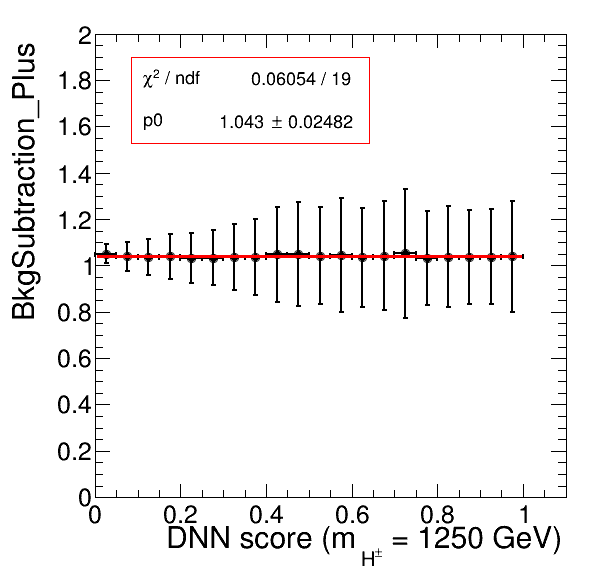 BkgSubtraction_Plus
2
1.8
1.6
1.4
1.2
1
0.8
0.6
0.4
0.2
0
χ² / ndf 0.06054 / 19
p0 1.043 ± 0.02482
0 0.2 0.4 0.6 0.8 1
DNN score (m_H± = 1250 GeV)